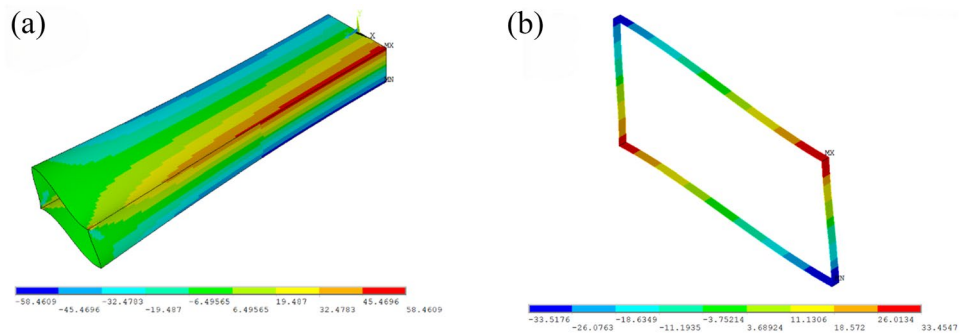 (a)
(b)
X
MX
MN
MX
N
-58.4609 -32.4703 -6.49565 19.487 45.4696
-45.4696 -19.487 6.49565 32.4783 58.4609
-33.5176 -18.6349 -3.75214 11.1306 26.0134
-26.0763 -11.1935 3.68924 18.572 33.4547